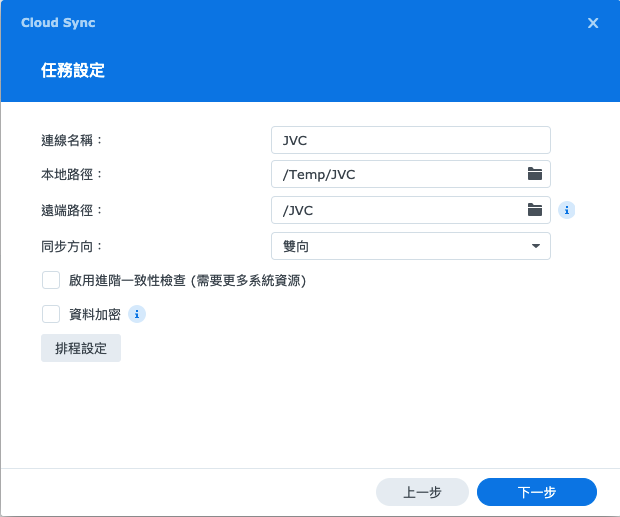 Cloud Sync
任務設定
連線名稱： JVC
本地路徑： /Temp/JVC
遠端路徑： /JVC
同步方向： 雙向
啟用進階一致性檢查 (需要更多系統資源)
資料加密
排程設定
上一步 下一步